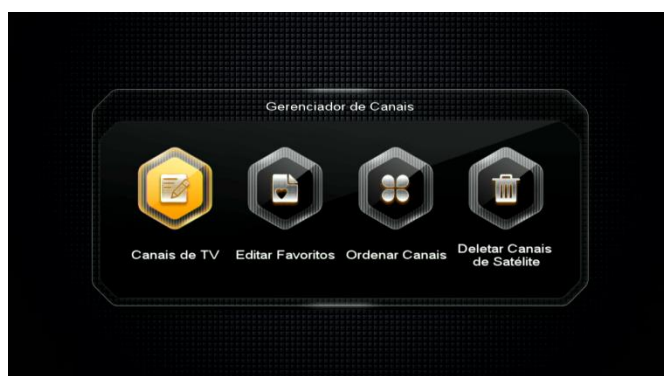 Gerenciador de Canais
Canais de TV
Editar Favoritos
Ordenar Canais
Deletar Canais
de Satélite